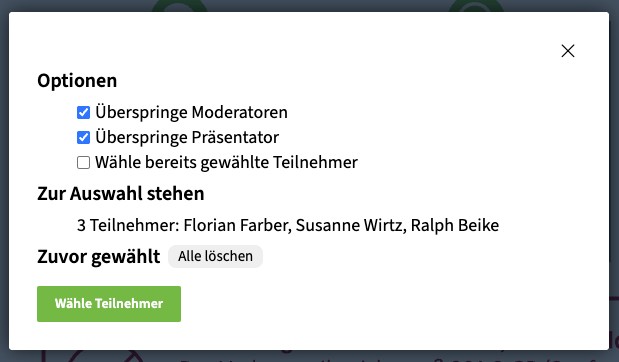 Optionen
Überspringe Moderatoren
Überspringe Präsentator
Wähle bereits gewählte Teilnehmer
Zur Auswahl stehen
3 Teilnehmer: Florian Farber, Susanne Wirtz, Ralph Beike
Zuvor gewählt Alle löschen
Wähle Teilnehmer